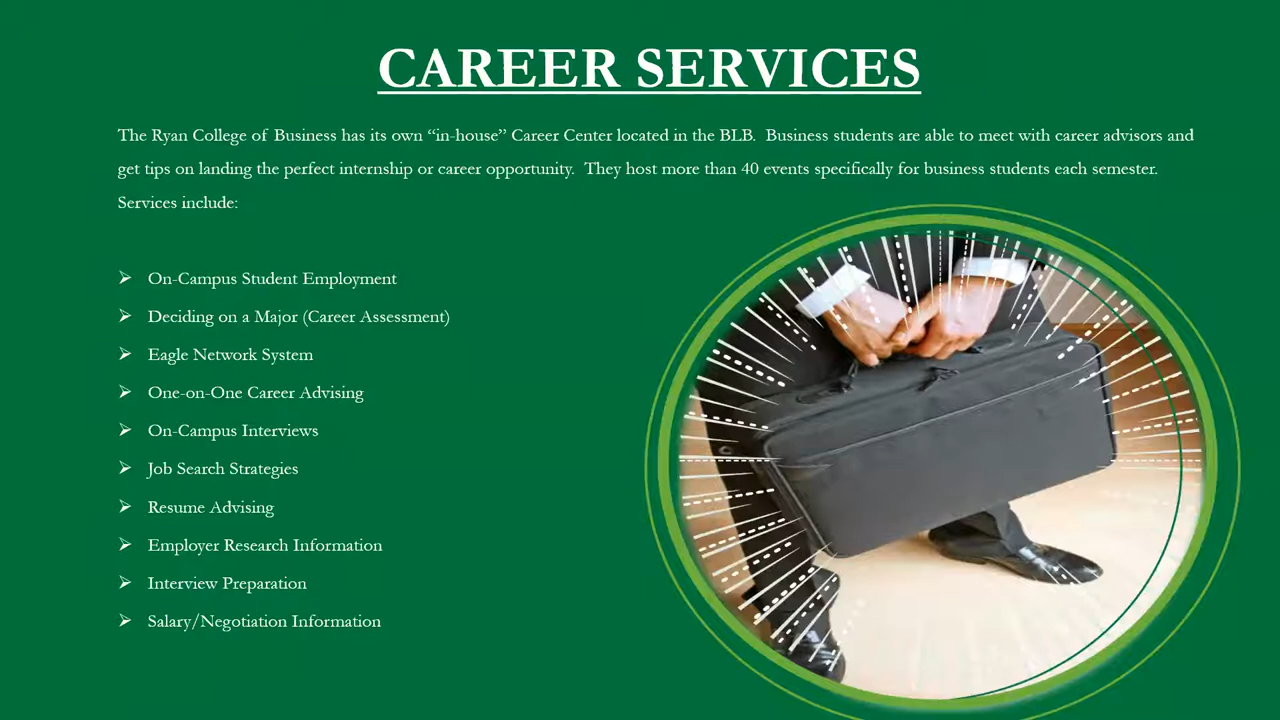 CAREER SERVICES
The Ryan College of Business has its own “in-house” Career Center located in the BLB.  Business students are able to meet with career advisors and
get tips on landing the perfect internship or career opportunity.  They host more than 40 events specifically for business students each semester.
Services include:
➢ On-Campus Student Employment
➢ Deciding on a Major (Career Assessment)
➢ Eagle Network System
➢ One-on-One Career Advising
➢ On-Campus Interviews
➢ Job Search Strategies
➢ Resume Advising
➢ Employer Research Information
➢ Interview Preparation
➢ Salary/Negotiation Information